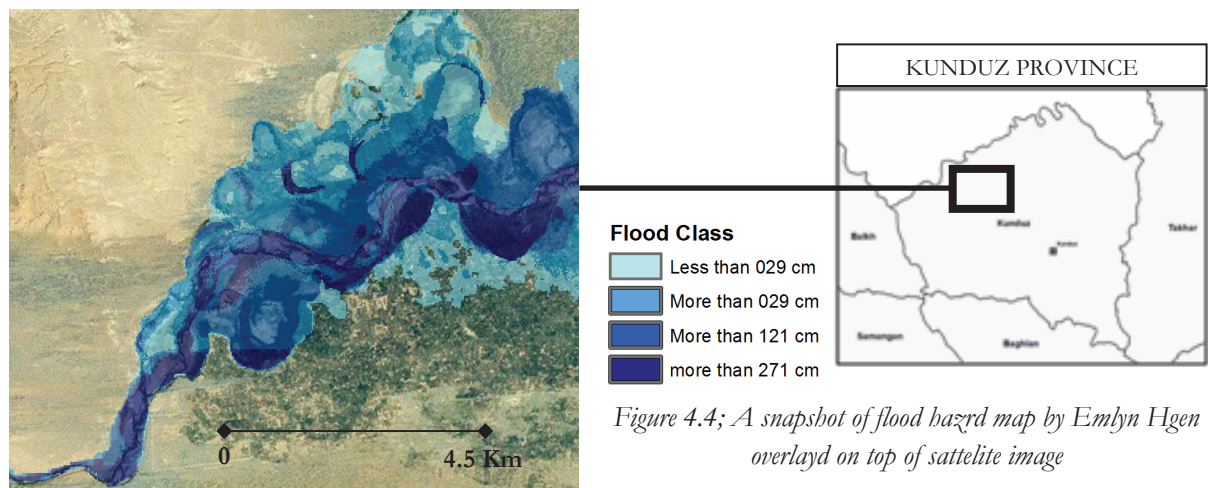 KUNDUZ PROVINCE
Kunduz
Kunduz
Takhar
Balkh
Samangan
Baghlan
Flood Class
Less than 029 cm
More than 029 cm
More than 121 cm
more than 271 cm
0
4.5 Km
Figure 4.4; A snapshot of flood hazrd map by Emlyn Hgen
overlayd on top of sattelite image